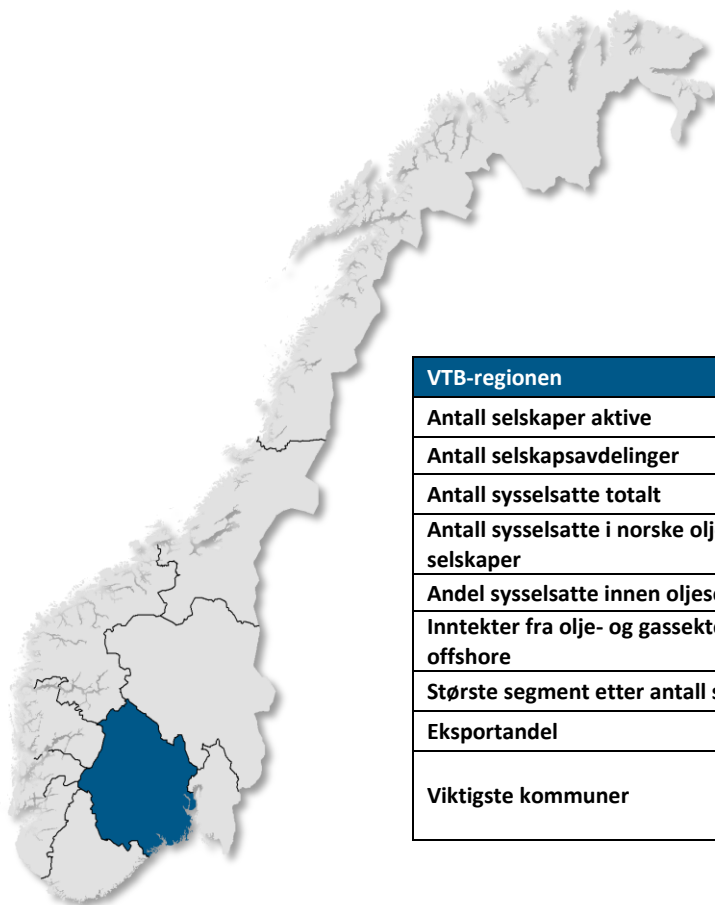 VTB-regionen
Antall selskaper aktive
Antall selskapsavdelinger
Antall sysselsatte totalt
Antall sysselsatte i norske olj
selskaper
Andel sysselsatte innen oljese
Inntekter fra olje- og gassekt
offshore
Største segment etter antall s
Eksportandel
Viktigste kommuner